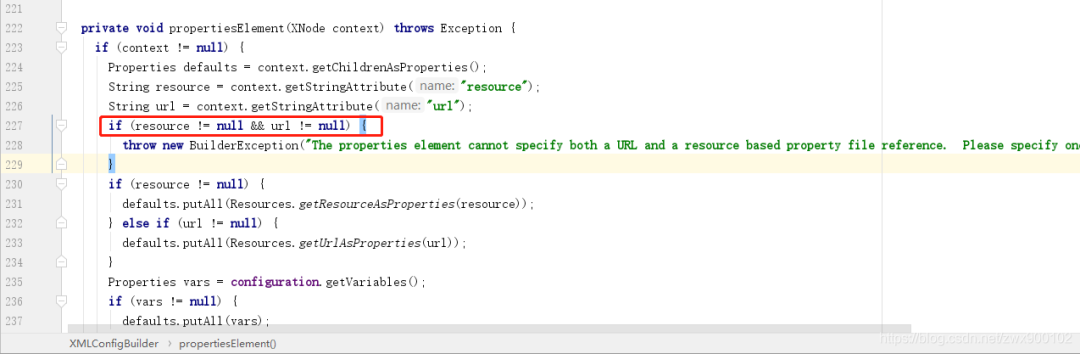 221
222 private void propertiesElement(XNode context) throws Exception {
223 if (context != null) {
224 Properties defaults = context.getChildrenAsProperties();
225 String resource = context.getStringAttribute( name: "resource");
226 String url = context.getStringAttribute( name: "url");
227 if (resource != null && url != null) {
228 throw new BuilderException("The properties element cannot specify both a URL and a resource based property file reference.  Please specify one
229 }
230 if (resource != null) {
231 defaults.putAll(Resources.getResourceAsProperties(resource));
232 } else if (url != null) {
233 defaults.putAll(Resources.getUrlAsProperties(url));
234 }
235 Properties vars = configuration.getVariables();
236 if (vars != null) {
237 defaults.putAll(vars);
XMLConfigBuilder › propertiesElement()
https://blog.csdn.net/zwx900102